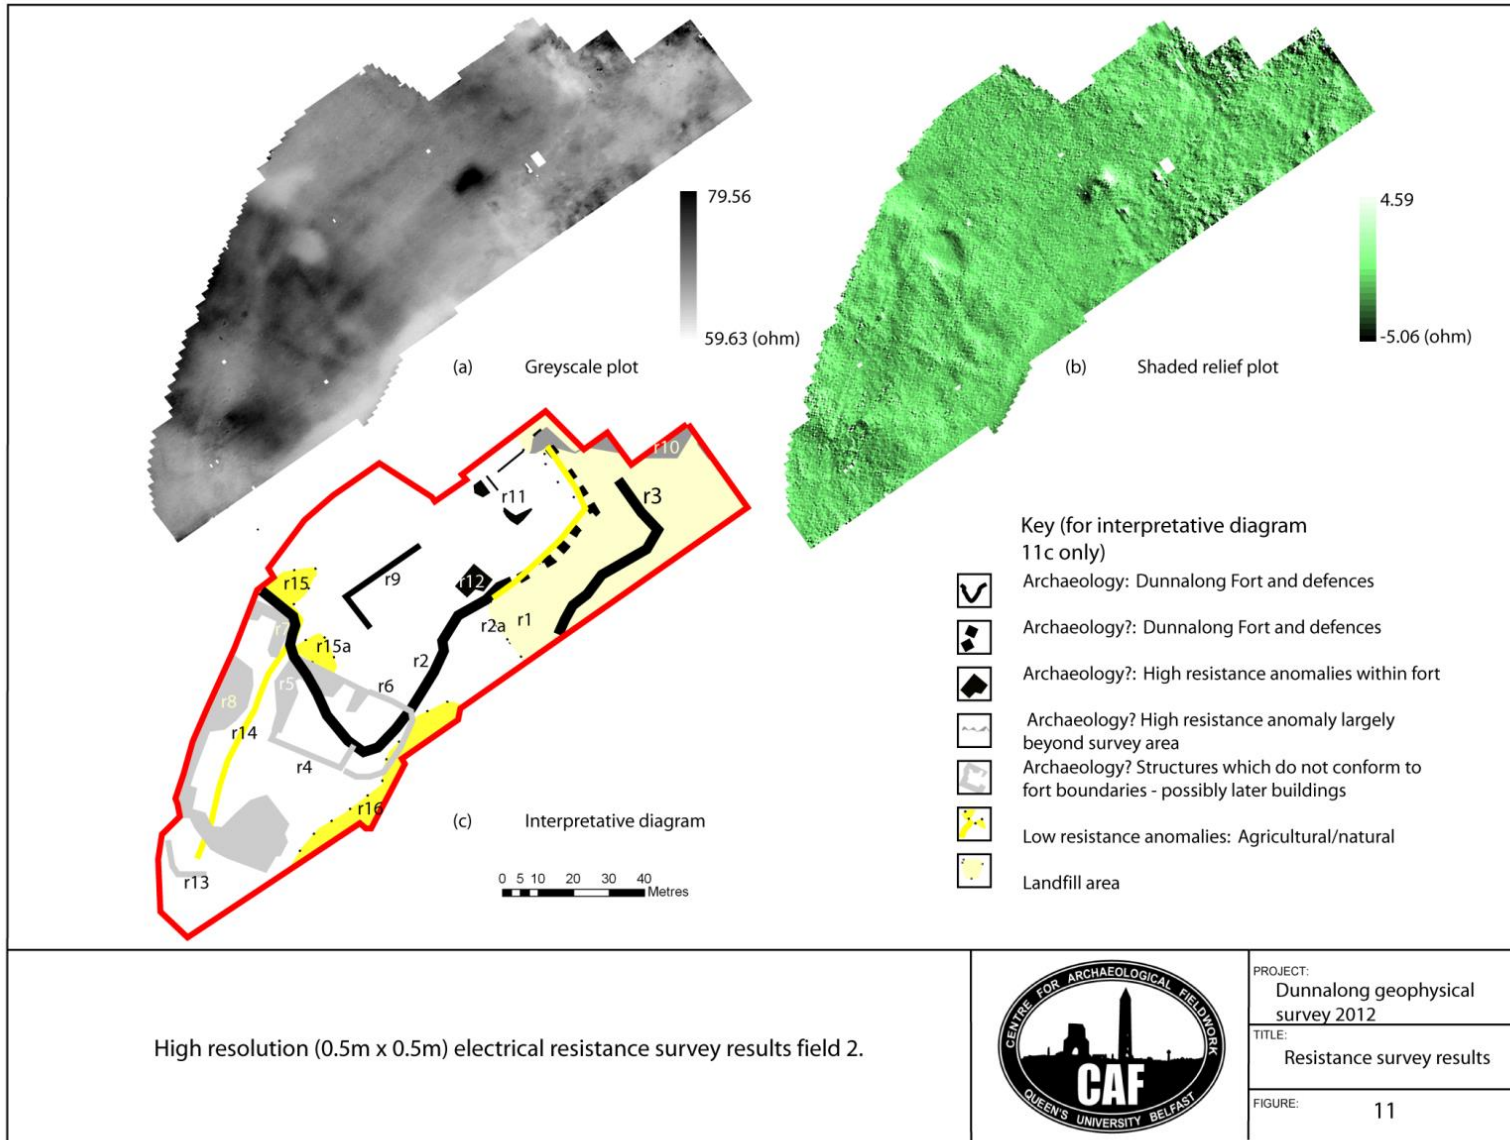 79.56
59.63 (ohm)
(a) Greyscale plot
4.59
-5.06 (ohm)
(b) Shaded relief plot
r10
r3
r11
r15
r9
r12
r7
r2a
r1
r15a
r2
r5
r6
r8
r14
r4
r16
r13
(c) Interpretative diagram
0 5 10 20 30 40
Metres
Key (for interpretative diagram
11c only)
Archaeology: Dunnalong Fort and defences
Archaeology?: Dunnalong Fort and defences
Archaeology?: High resistance anomalies within fort
Archaeology? High resistance anomaly largely
beyond survey area
Archaeology? Structures which do not conform to
fort boundaries - possibly later buildings
Low resistance anomalies: Agricultural/natural
Landfill area
High resolution (0.5m x 0.5m) electrical resistance survey results field 2.
CENTRE FOR ARCHAEOLOGICAL FIELDWORK
CAF
QUEEN'S UNIVERSITY BELFAST
PROJECT:
Dunnalong geophysical
survey 2012
TITLE:
Resistance survey results
FIGURE:
11